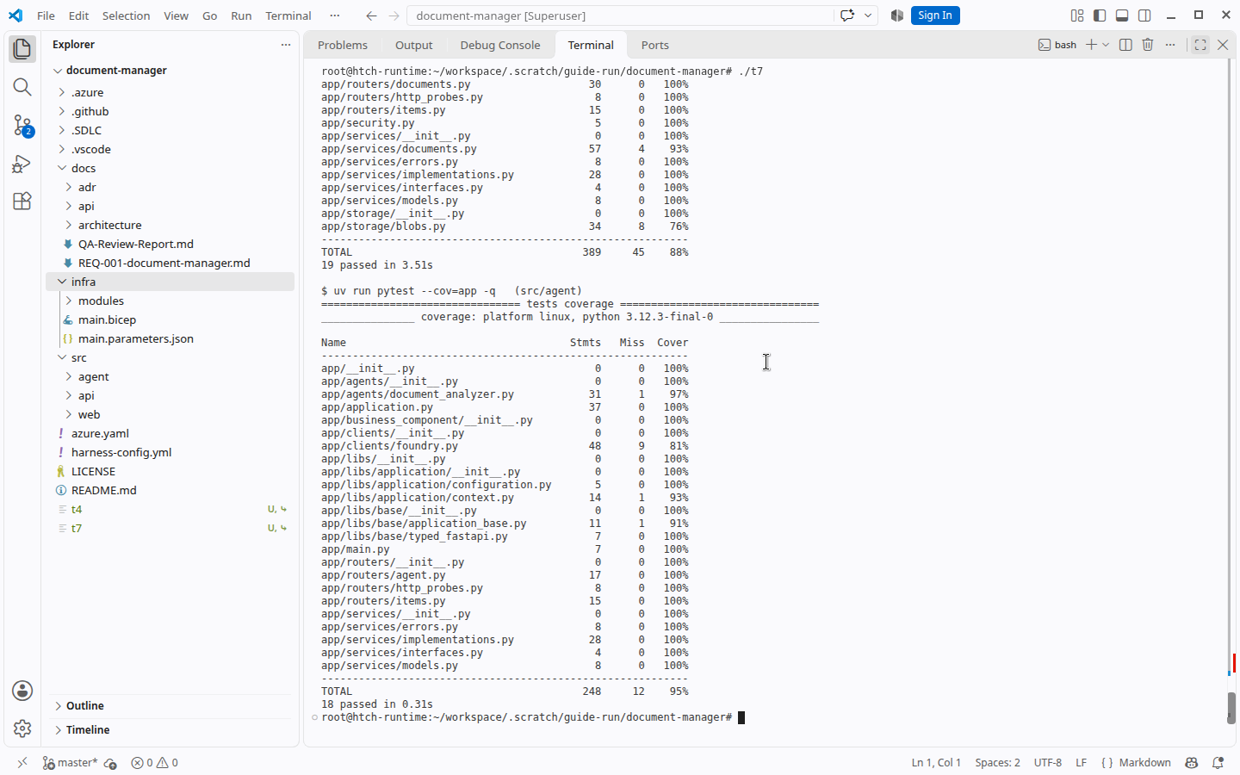 File Edit Selection View Go Run Terminal ··· document-manager [Superuser] Sign In
Explorer ···
document-manager
.azure
.github
.SDLC
.vscode
docs
adr
api
architecture
QA-Review-Report.md
REQ-001-document-manager.md
infra
modules
main.bicep
main.parameters.json
src
agent
api
web
azure.yaml
harness-config.yml
LICENSE
README.md
t4 U,
t7 U,
Outline
Timeline
2
Problems Output Debug Console Terminal Ports bash ···
root@htch-runtime:~/workspace/.scratch/guide-run/document-manager# ./t7
app/routers/documents.py 30 0 100%
app/routers/http_probes.py 8 0 100%
app/routers/items.py 15 0 100%
app/security.py 5 0 100%
app/services/__init__.py 0 0 100%
app/services/documents.py 57 4 93%
app/services/errors.py 8 0 100%
app/services/implementations.py 28 0 100%
app/services/interfaces.py 4 0 100%
app/services/models.py 8 0 100%
app/storage/__init__.py 0 0 100%
app/storage/blobs.py 34 8 76%
---------------------------------------------------------
TOTAL 389 45 88%
19 passed in 3.51s
$ uv run pytest --cov=app -q (src/agent)
================================ tests coverage ================================
_______________ coverage: platform linux, python 3.12.3-final-0 ________________
Name Stmts Miss Cover
---------------------------------------------------------
app/__init__.py 0 0 100%
app/agents/__init__.py 0 0 100%
app/agents/document_analyzer.py 31 1 97%
app/application.py 37 0 100%
app/business_component/__init__.py 0 0 100%
app/clients/__init__.py 0 0 100%
app/clients/foundry.py 48 9 81%
app/libs/__init__.py 0 0 100%
app/libs/application/__init__.py 0 0 100%
app/libs/application/configuration.py 5 0 100%
app/libs/application/context.py 14 1 93%
app/libs/base/__init__.py 0 0 100%
app/libs/base/application_base.py 11 1 91%
app/libs/base/typed_fastapi.py 7 0 100%
app/main.py 7 0 100%
app/routers/__init__.py 0 0 100%
app/routers/agent.py 17 0 100%
app/routers/http_probes.py 8 0 100%
app/routers/items.py 15 0 100%
app/services/__init__.py 0 0 100%
app/services/errors.py 8 0 100%
app/services/implementations.py 28 0 100%
app/services/interfaces.py 4 0 100%
app/services/models.py 8 0 100%
---------------------------------------------------------
TOTAL 248 12 95%
18 passed in 0.31s
root@htch-runtime:~/workspace/.scratch/guide-run/document-manager#
master* 0 0 Ln 1, Col 1 Spaces: 2 UTF-8 LF { } Markdown